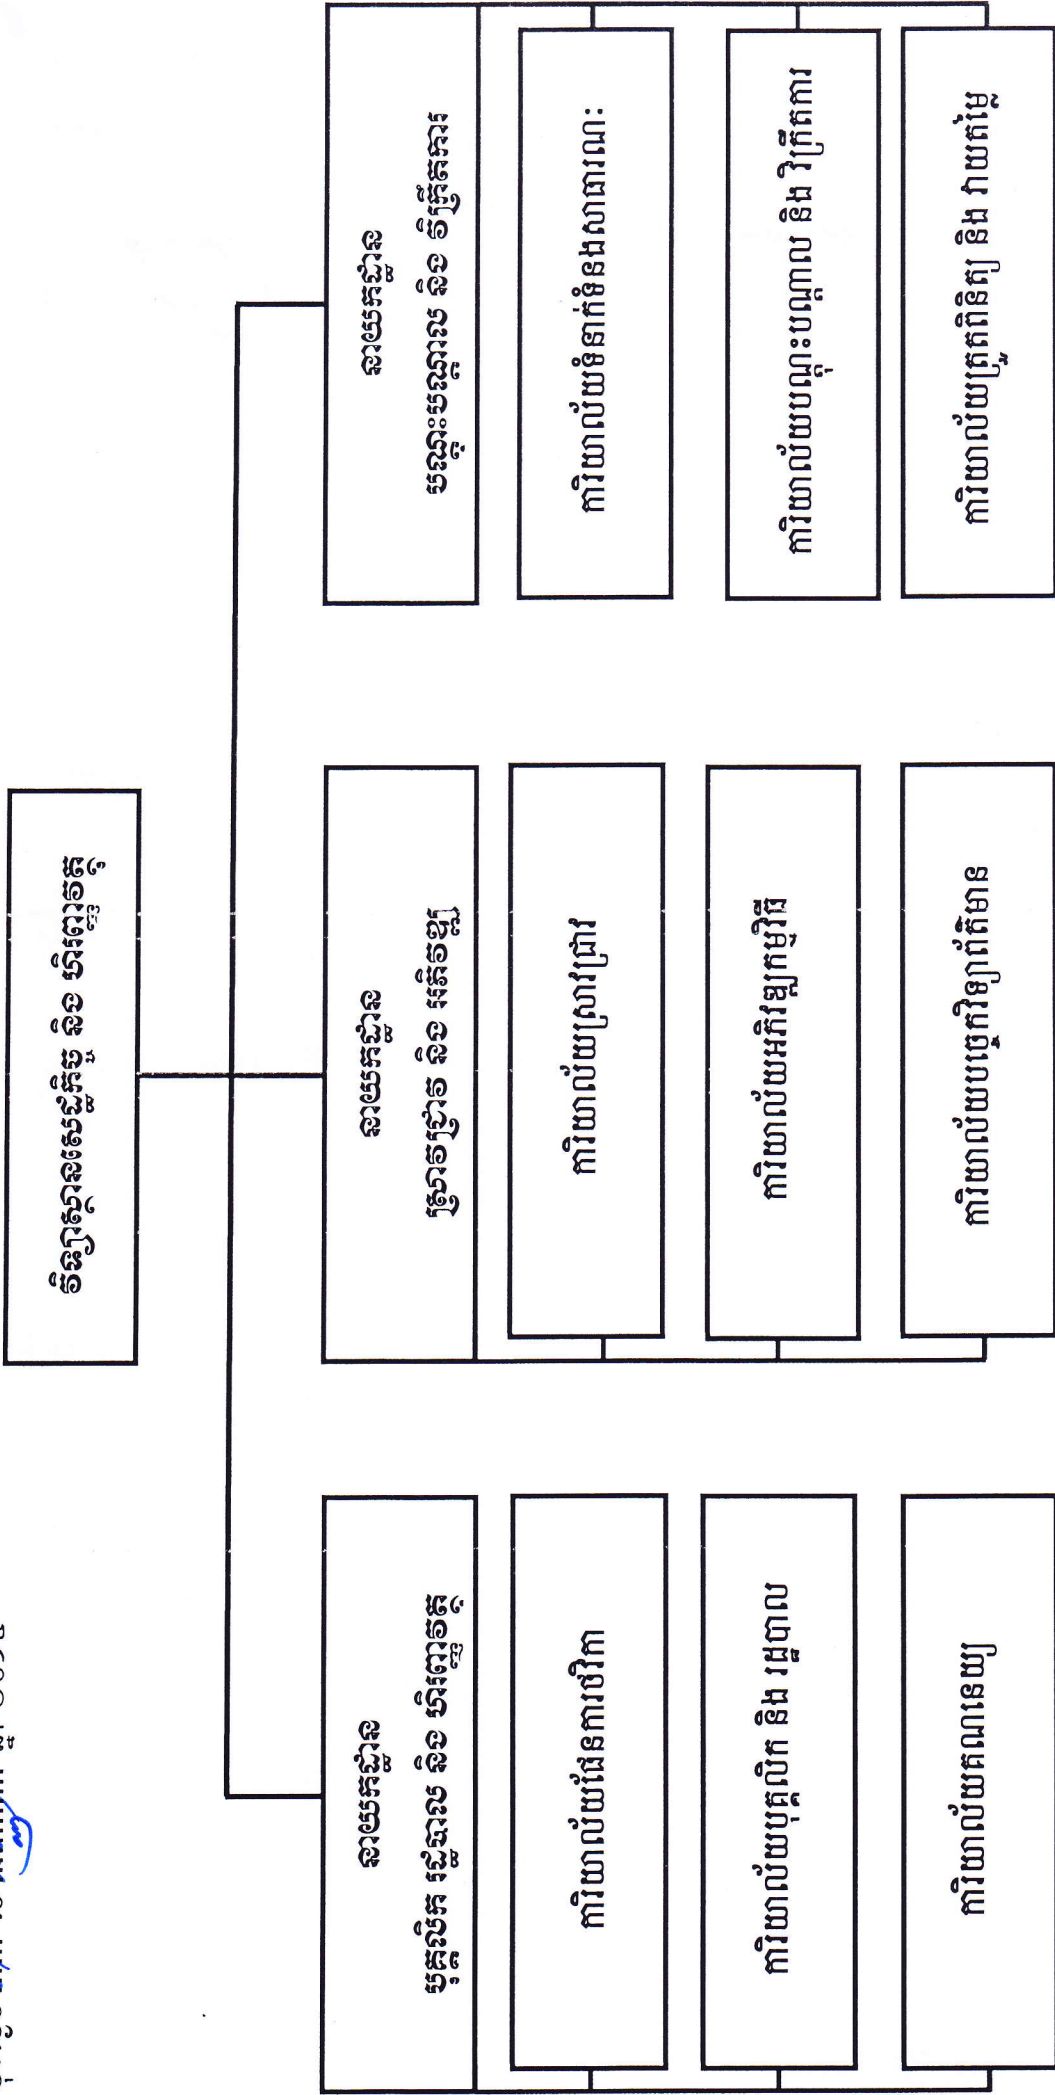 វិទ្យាស្ថានសេដ្ឋកិច្ច និង ហិរញ្ញវត្ថុ
នាយកដ្ឋាន
បុគ្គលិក រដ្ឋបាល និង ហិរញ្ញវត្ថុ
ការិយាល័យផែនការថវិកា
ការិយាល័យបុគ្គលិក និង រដ្ឋបាល
ការិយាល័យគណនេយ្យ
នាយកដ្ឋាន
ស្រាវជ្រាវ និង អភិវឌ្ឍ
ការិយាល័យស្រាវជ្រាវ
ការិយាល័យអភិវឌ្ឍកម្មវិធី
ការិយាល័យបច្ចេកវិទ្យាព័ត៌មាន
នាយកដ្ឋាន
បណ្តុះបណ្តាល និង វិក្រឹតការ
ការិយាល័យទំនាក់ទំនងសាធារណៈ
ការិយាល័យបណ្តុះបណ្តាល និង វិក្រឹតការ
ការិយាល័យត្រួតពិនិត្យ និង វាយតម្លៃ